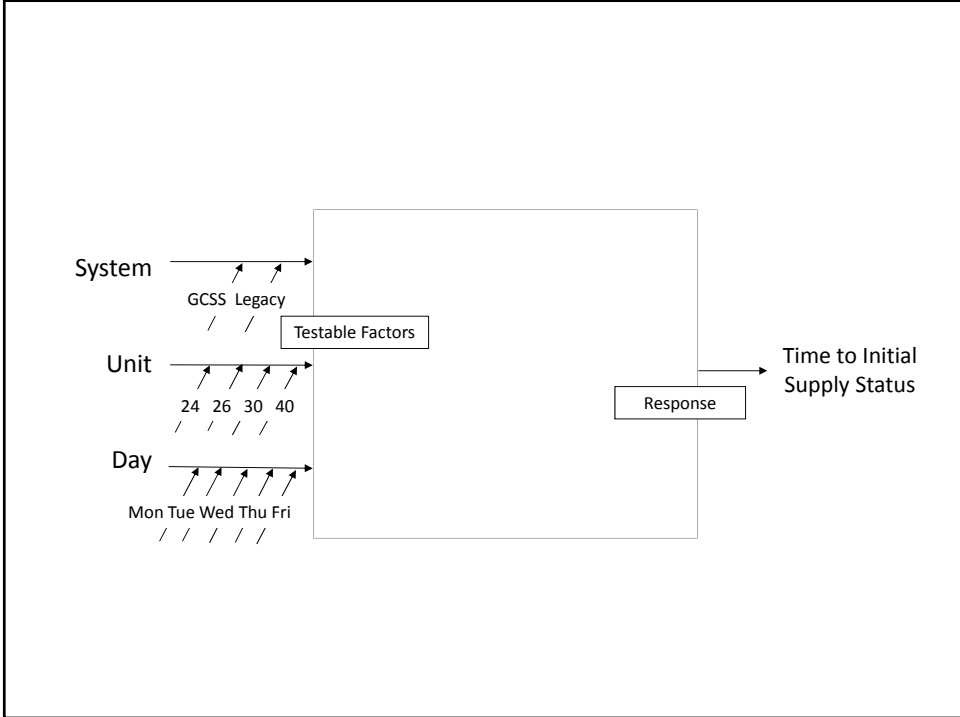 System
GCSS Legacy
Testable Factors
Unit
24 26 30 40
Day
Mon Tue Wed Thu Fri
Time to Initial
Supply Status
Response